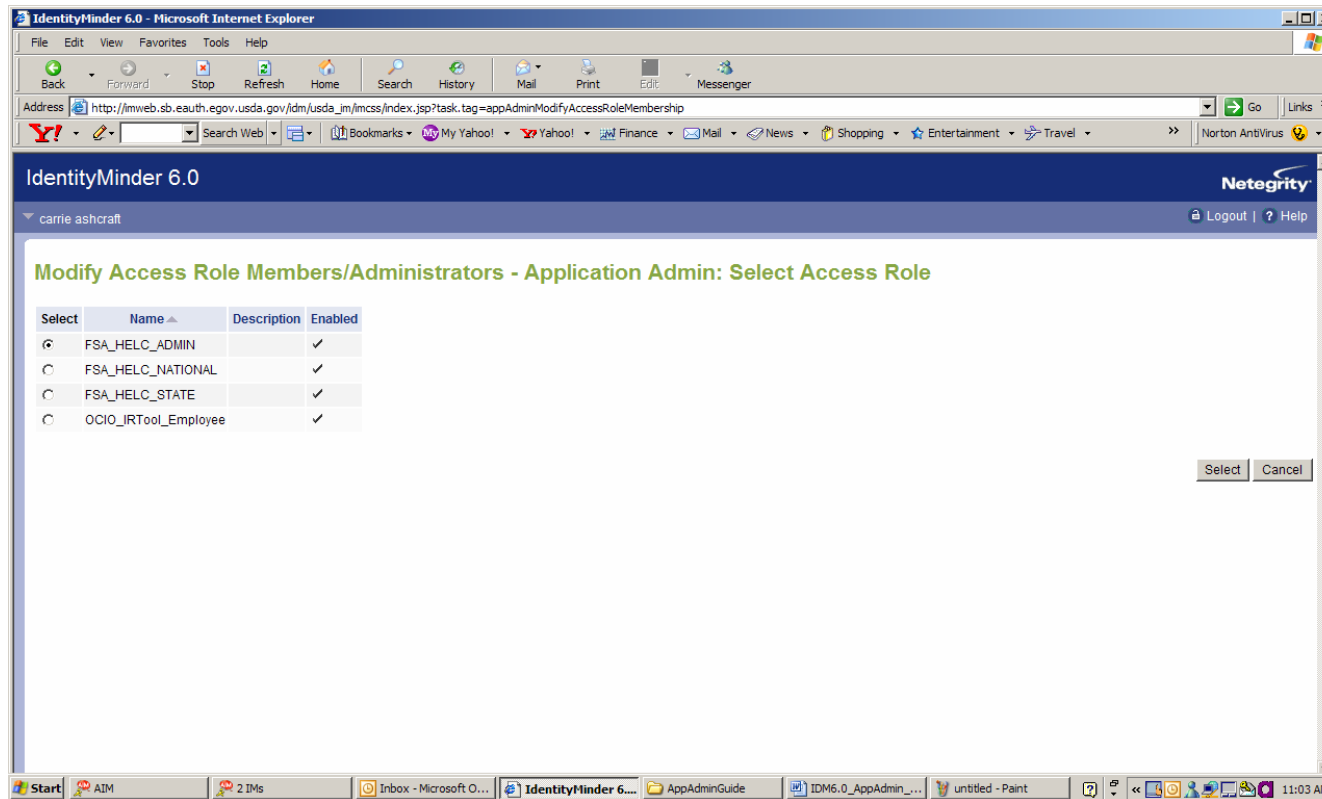 IdentityMinder 6.0 - Microsoft Internet Explorer
File Edit View Favorites Tools Help
Back Forward Stop Refresh Home Search History Mail Print Edit Messenger
Address http://imweb.sb.eauth.egov.usda.gov/idm/usda_im/imcss/index.jsp?task.tag=appAdminModifyAccessRoleMembership Go Links
Y! Search Web Bookmarks My Yahoo! Yahoo! Finance Mail News Shopping Entertainment Travel >> Norton AntiVirus
IdentityMinder 6.0 Netegrity
carrie ashcraft Logout | ? Help
Modify Access Role Members/Administrators - Application Admin: Select Access Role
Select Name Description Enabled
FSA_HELC_ADMIN
FSA_HELC_NATIONAL
FSA_HELC_STATE
OCIO_IRTool_Employee
Select Cancel
Start AIM 2 IMs Inbox - Microsoft O... IdentityMinder 6.... AppAdminGuide IDM6.0_AppAdmin_... untitled - Paint ? « 11:03 A